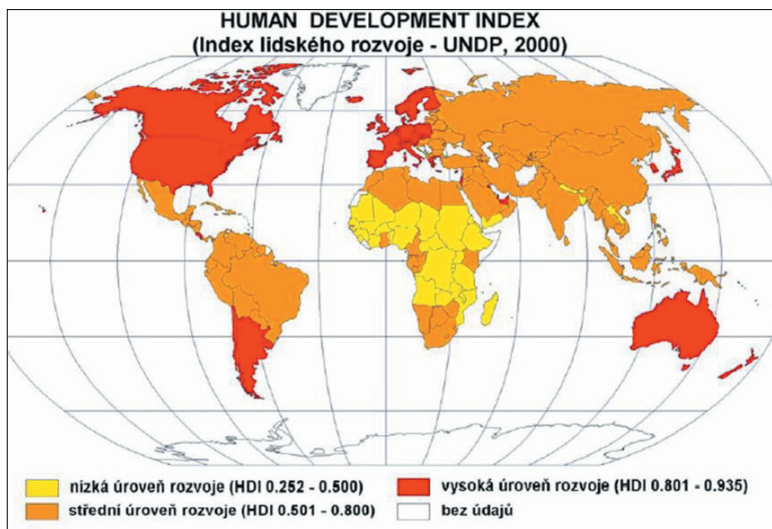 HUMAN DEVELOPMENT INDEX
(Index lidského rozvoje - UNDP, 2000)
nízká úroveň rozvoje (HDI 0.252 - 0.500)
střední úroveň rozvoje (HDI 0.501 - 0.800)
vysoká úroveň rozvoje (HDI 0.801 - 0.935)
bez údajů